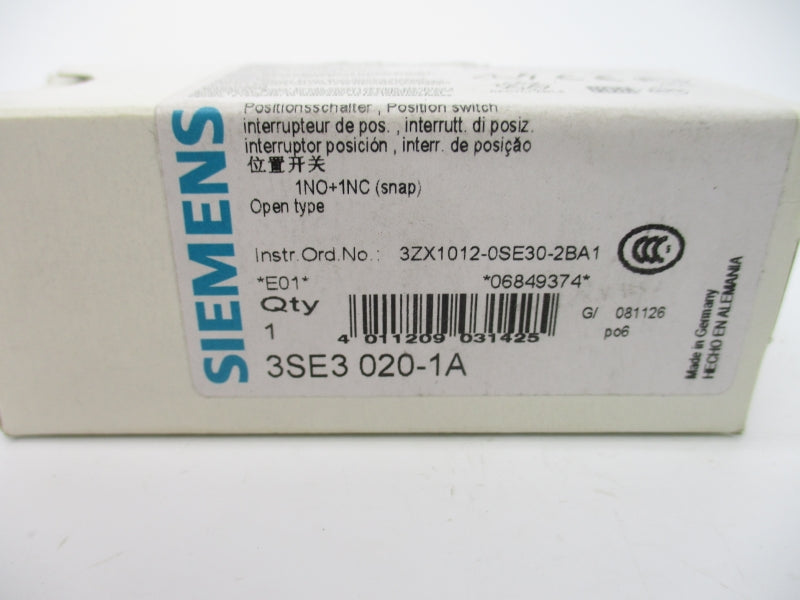 SIEMENS
Positionsschalter , Position switch
interrupteur de pos. , interrutt. di posiz.
interruptor posición , interr. de posição
位置开关
1NO+1NC (snap)
Open type
Instr.Ord.No.: 3ZX1012-0SE30-2BA1
*E01* *06849374*
Qty
1
4 011209 031425
G/ 081126
po6
3SE3 020-1A
CCC S
Made in Germany
HECHO EN ALEMANIA